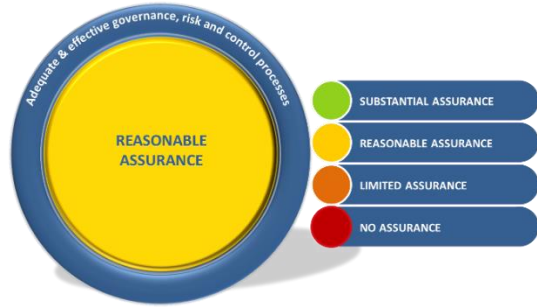 Adequate & effective governance, risk and control processes
REASONABLE
ASSURANCE
SUBSTANTIAL ASSURANCE
REASONABLE ASSURANCE
LIMITED ASSURANCE
NO ASSURANCE